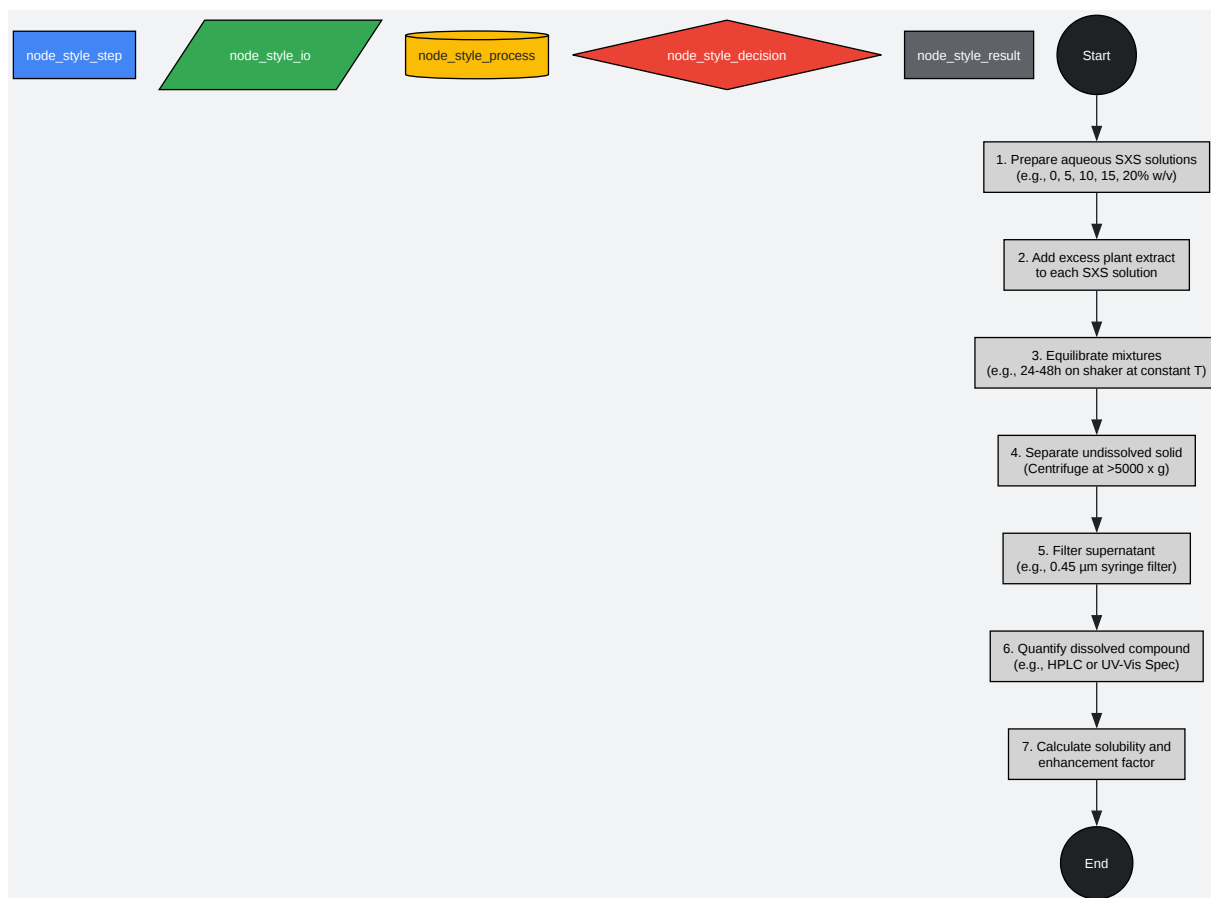 node_style_step
node_style_io
node_style_process
node_style_decision
node_style_result
Start
1. Prepare aqueous SXS solutions
(e.g., 0, 5, 10, 15, 20% w/v)
2. Add excess plant extract
to each SXS solution
3. Equilibrate mixtures
(e.g., 24-48h on shaker at constant T)
4. Separate undissolved solid
(Centrifuge at >5000 x g)
5. Filter supernatant
(e.g., 0.45 µm syringe filter)
6. Quantify dissolved compound
(e.g., HPLC or UV-Vis Spec)
7. Calculate solubility and
enhancement factor
End